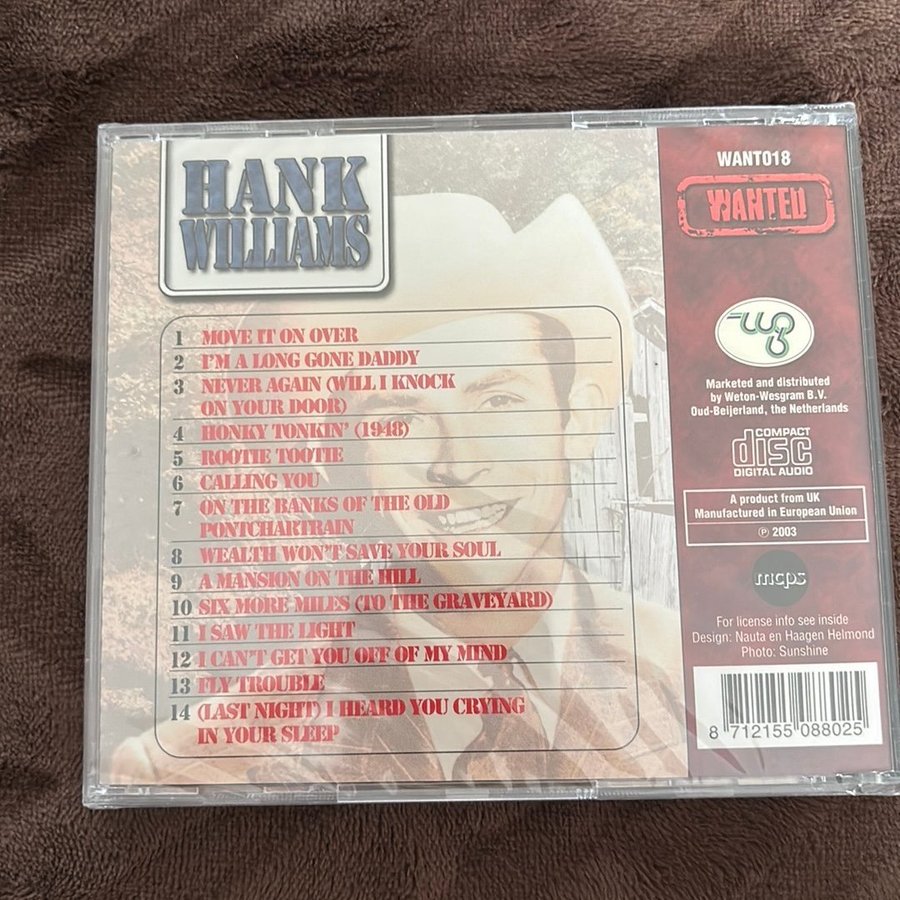 HANK
WILLIAMS
1 MOVE IT ON OVER
2 I'M A LONG GONE DADDY
3 NEVER AGAIN (WILL I KNOCK
ON YOUR DOOR)
4 HONKY TONKIN' (1948)
5 ROOTIE TOOTIE
6 CALLING YOU
7 ON THE BANKS OF THE OLD
PONTCHARTRAIN
8 WEALTH WON'T SAVE YOUR SOUL
9 A MANSION ON THE HILL
10 SIX MORE MILES (TO THE GRAVEYARD)
11 I SAW THE LIGHT
12 I CAN'T GET YOU OFF OF MY MIND
13 FLY TROUBLE
14 (LAST NIGHT) I HEARD YOU CRYING
IN YOUR SLEEP
WANT018
WANTED
Marketed and distributed
by Weton-Wesgram B.V.
Oud-Beijerland, the Netherlands
COMPACT
disc
DIGITAL AUDIO
A product from UK
Manufactured in European Union
℗ 2003
mcps
For license info see inside
Design: Nauta en Haagen Helmond
Photo: Sunshine
8 712155 088025